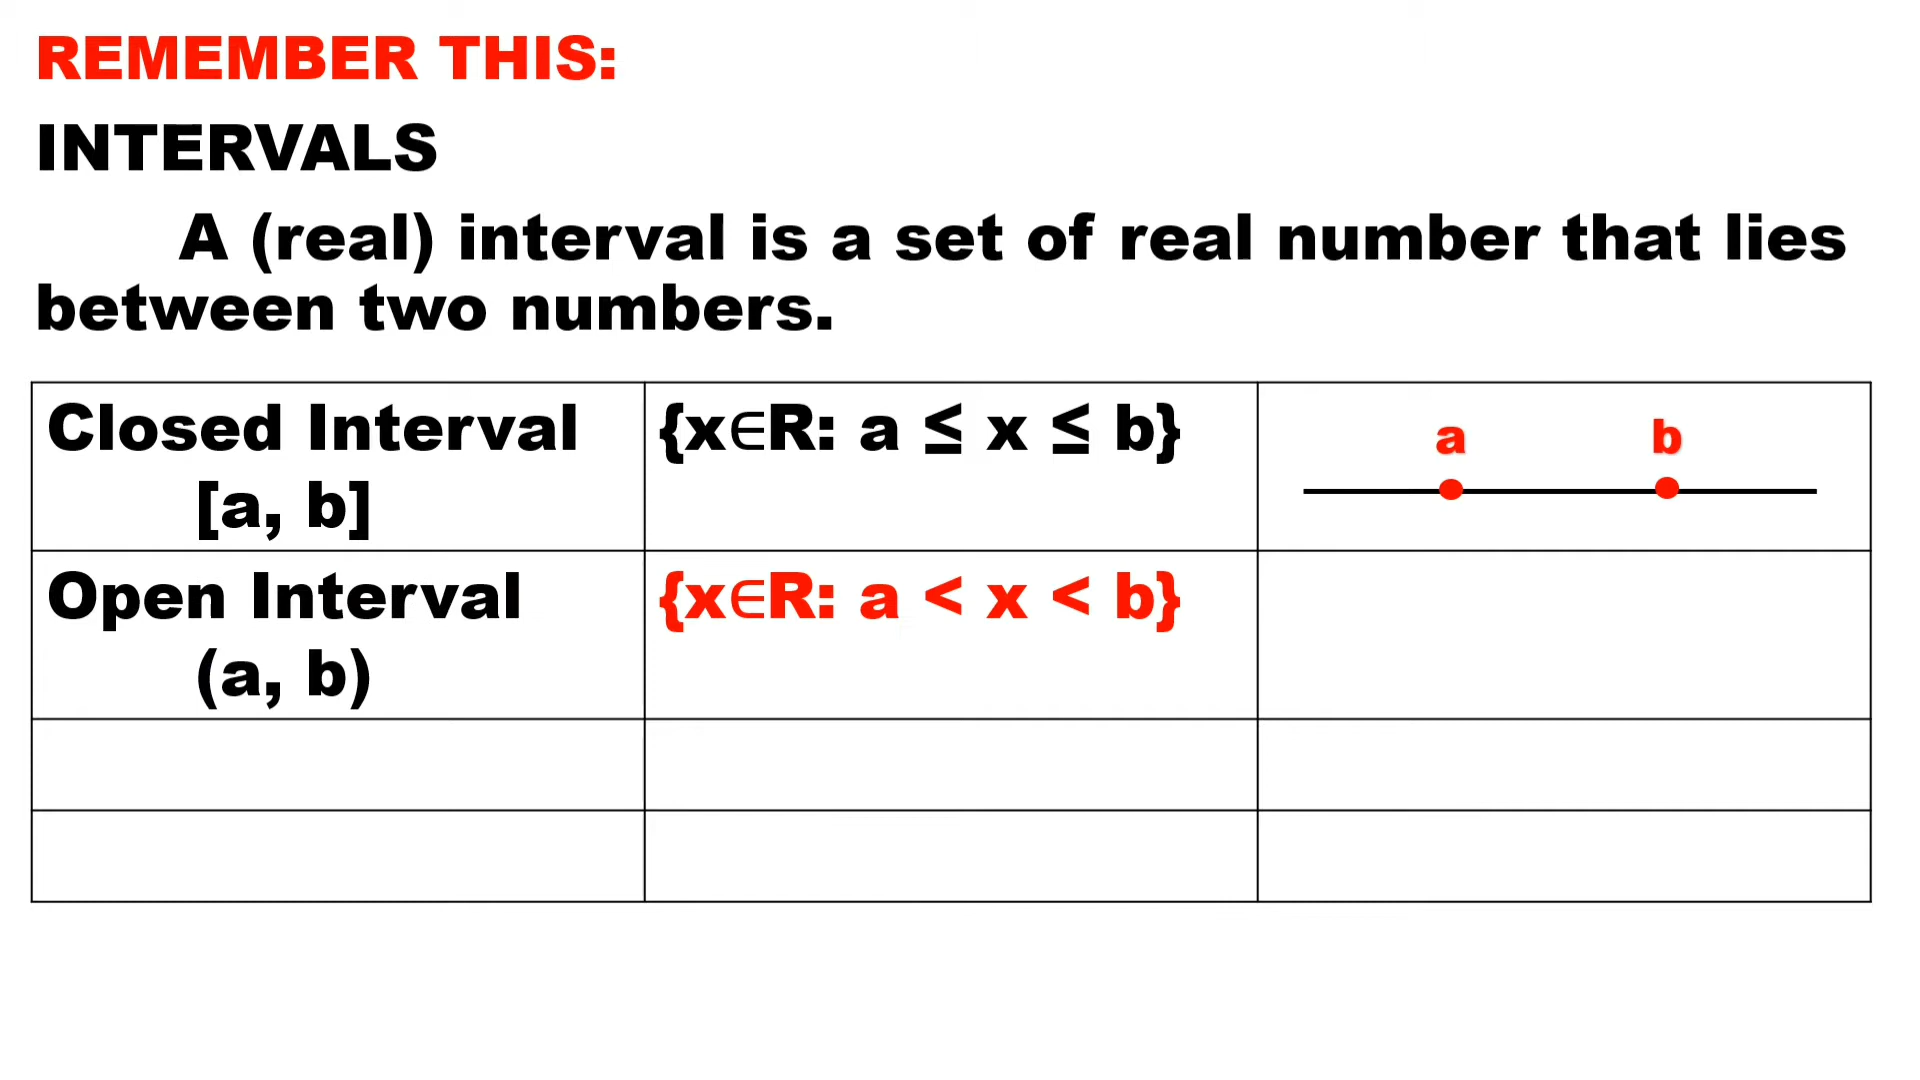 REMEMBER THIS:
INTERVALS
A (real) interval is a set of real number that lies
between two numbers.
Closed Interval
[a, b]
{x∈R: a ≤ x ≤ b}
a b
Open Interval
(a, b)
{x∈R: a < x < b}